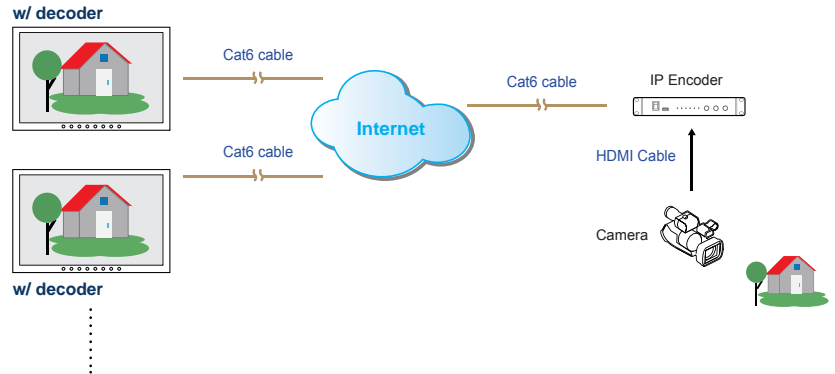 w/ decoder
Cat6 cable
Cat6 cable
IP Encoder
Internet
Cat6 cable
HDMI Cable
Camera
w/ decoder